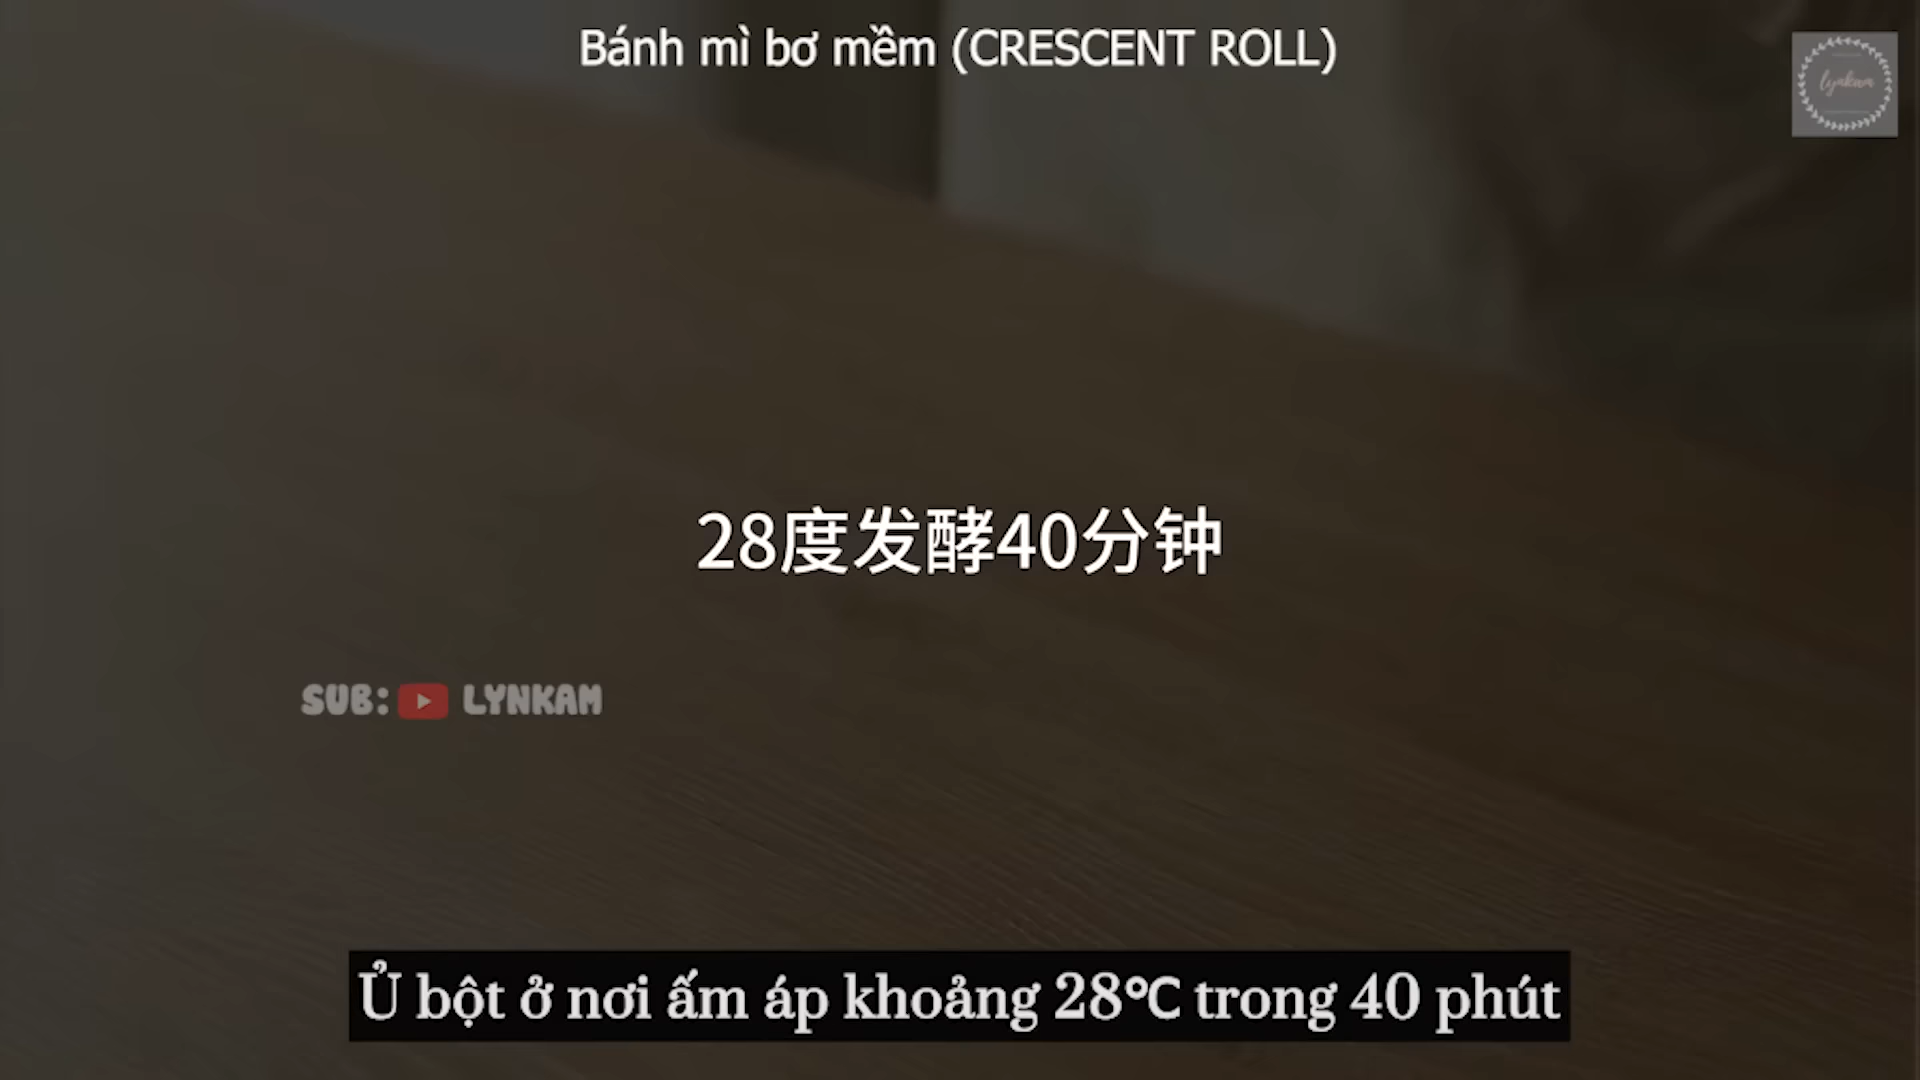 Bánh mì bơ mềm (CRESCENT ROLL)
lynkam
28度发酵40分钟
SUB: LYNKAM
Ủ bột ở nơi ấm áp khoảng 28℃ trong 40 phút